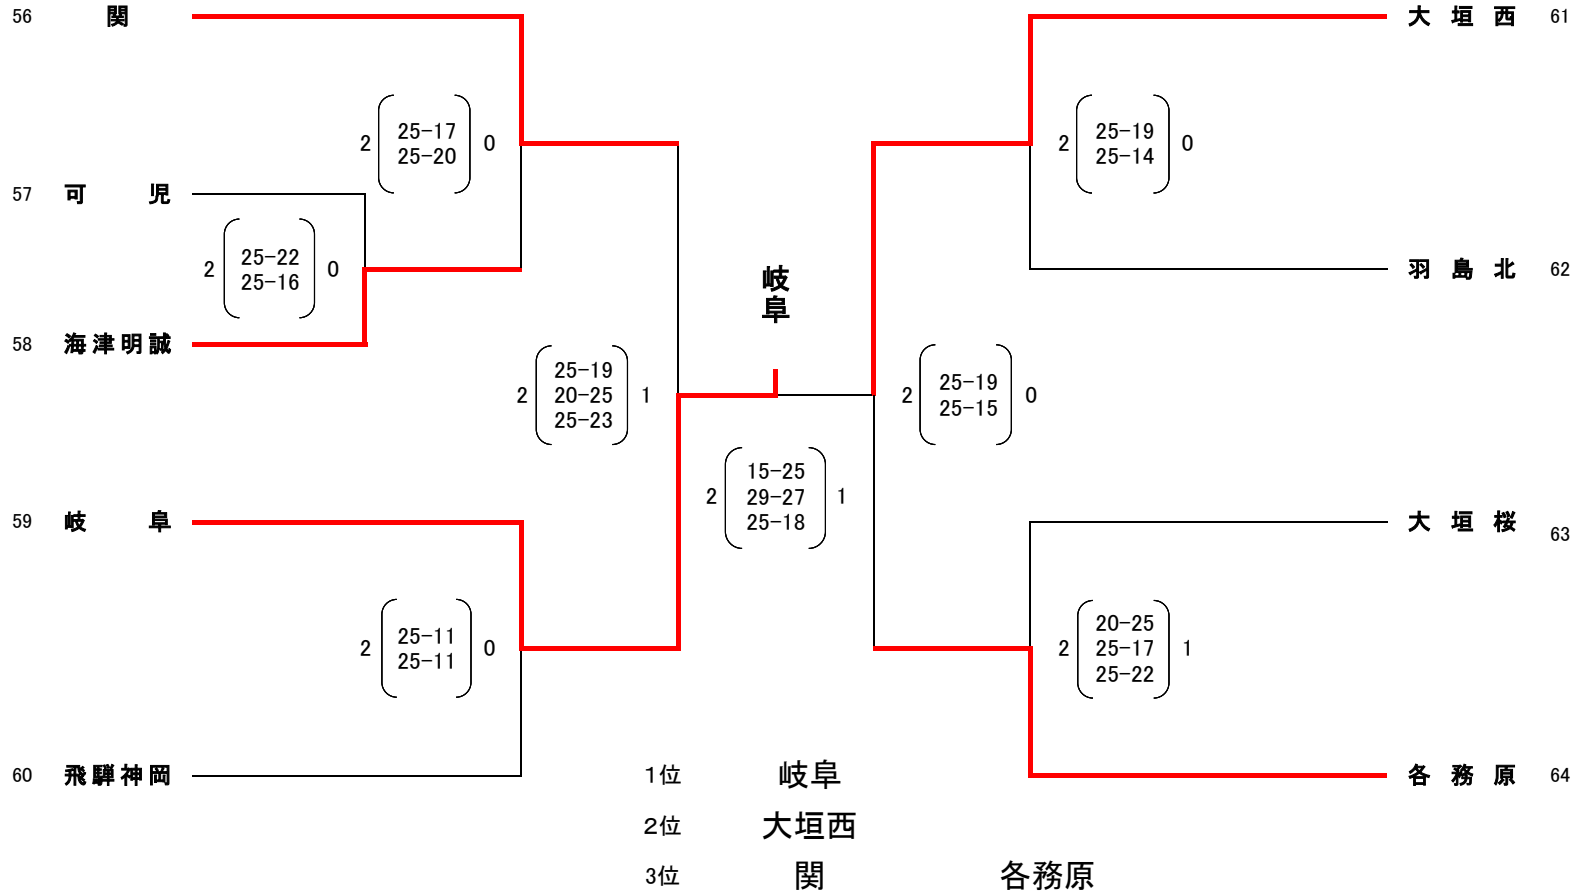 56 関
大垣西 61
2 25-17 0
25-20
2 25-19 0
25-14
57 可児
2 25-22 0
25-16
岐阜
羽島北 62
58 海津明誠
2 25-19 1
20-25
25-23
2 25-19 0
25-15
2 15-25 1
29-27
25-18
59 岐阜
大垣桜 63
2 25-11 0
25-11
2 20-25 1
25-17
25-22
60 飛騨神岡
各務原 64
1位 岐阜
2位 大垣西
3位 関 各務原